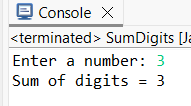 Console
<terminated> SumDigits [Ja
Enter a number: 3
Sum of digits = 3